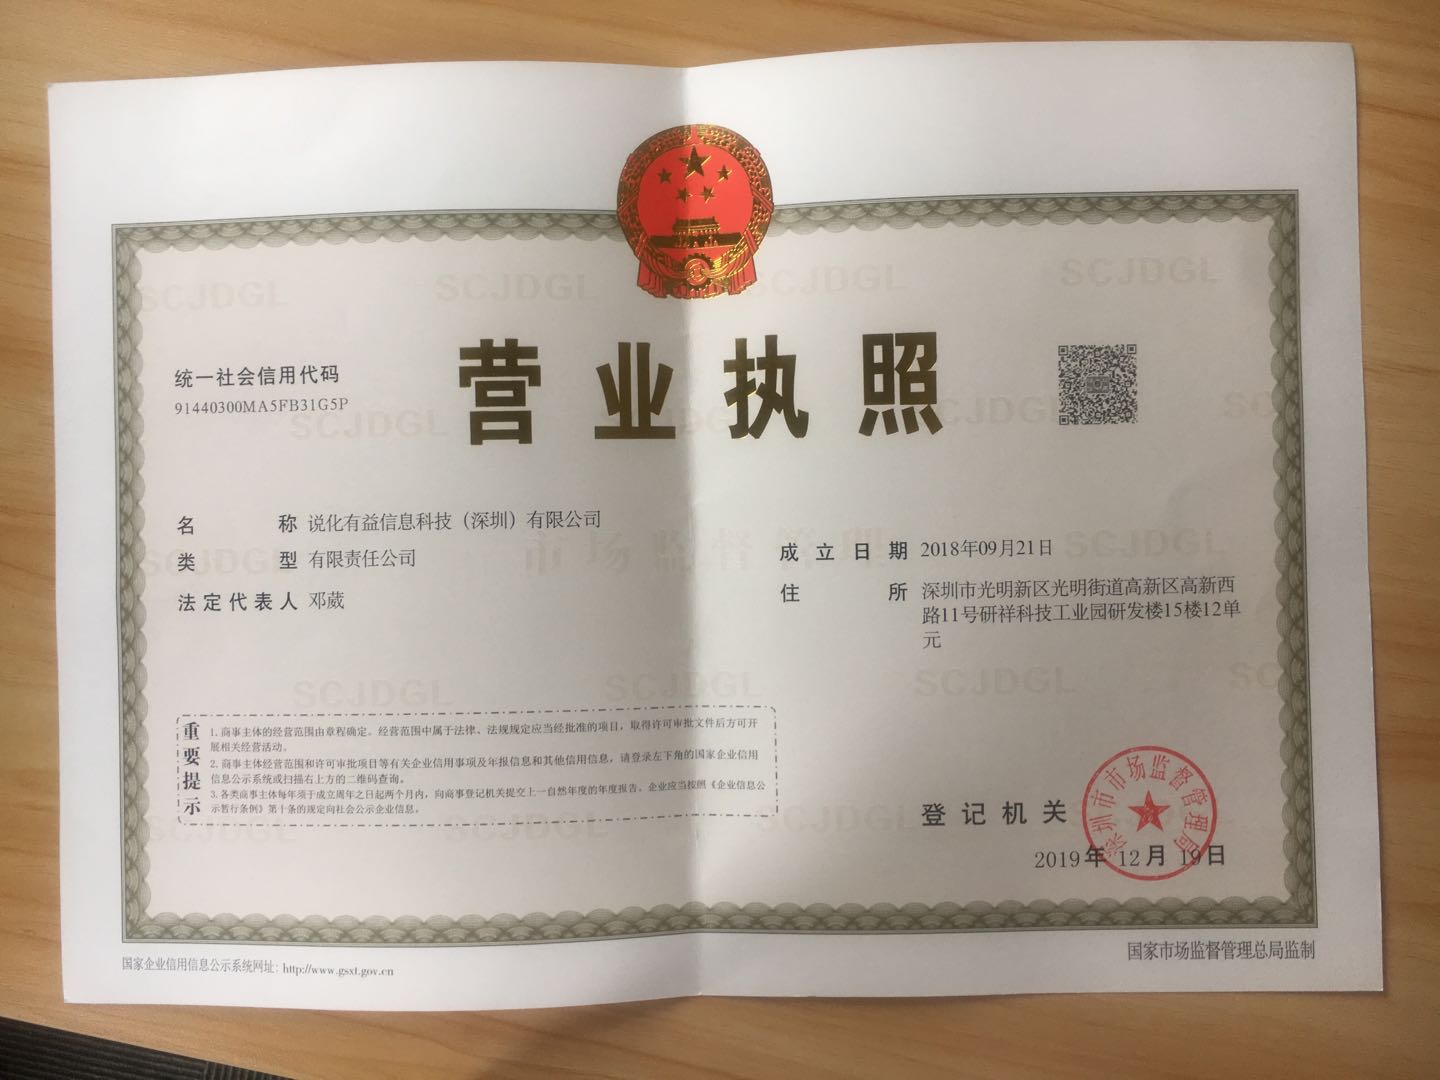 营业执照
统一社会信用代码
91440300MA5FB31G5P
名称 说化有益信息科技（深圳）有限公司
类型 有限责任公司
法定代表人 邓葳
成立日期 2018年09月21日
住所 深圳市光明新区光明街道高新区高新西
路11号研祥科技工业园研发楼15楼12单
元
重要提示
1.商事主体的经营范围由章程确定。经营范围中属于法律、法规规定应当经批准的项目，取得许可审批文件后方可开
展相关经营活动。
2.商事主体经营范围和许可审批项目等有关企业信用事项及年报信息和其他信用信息，请登录左下角的国家企业信用
信息公示系统或扫描右上方的二维码查询。
3.各类商事主体每年须于成立周年之日起两个月内，向商事登记机关提交上一自然年度的年度报告。企业应当按照《企业信息公
示暂行条例》第十条的规定向社会公示企业信息。
登记机关
深圳市市场监督管理局
2019年12月19日
国家企业信用信息公示系统网址：http://www.gsxt.gov.cn
国家市场监督管理总局监制
SCJDGL
市场监督管理